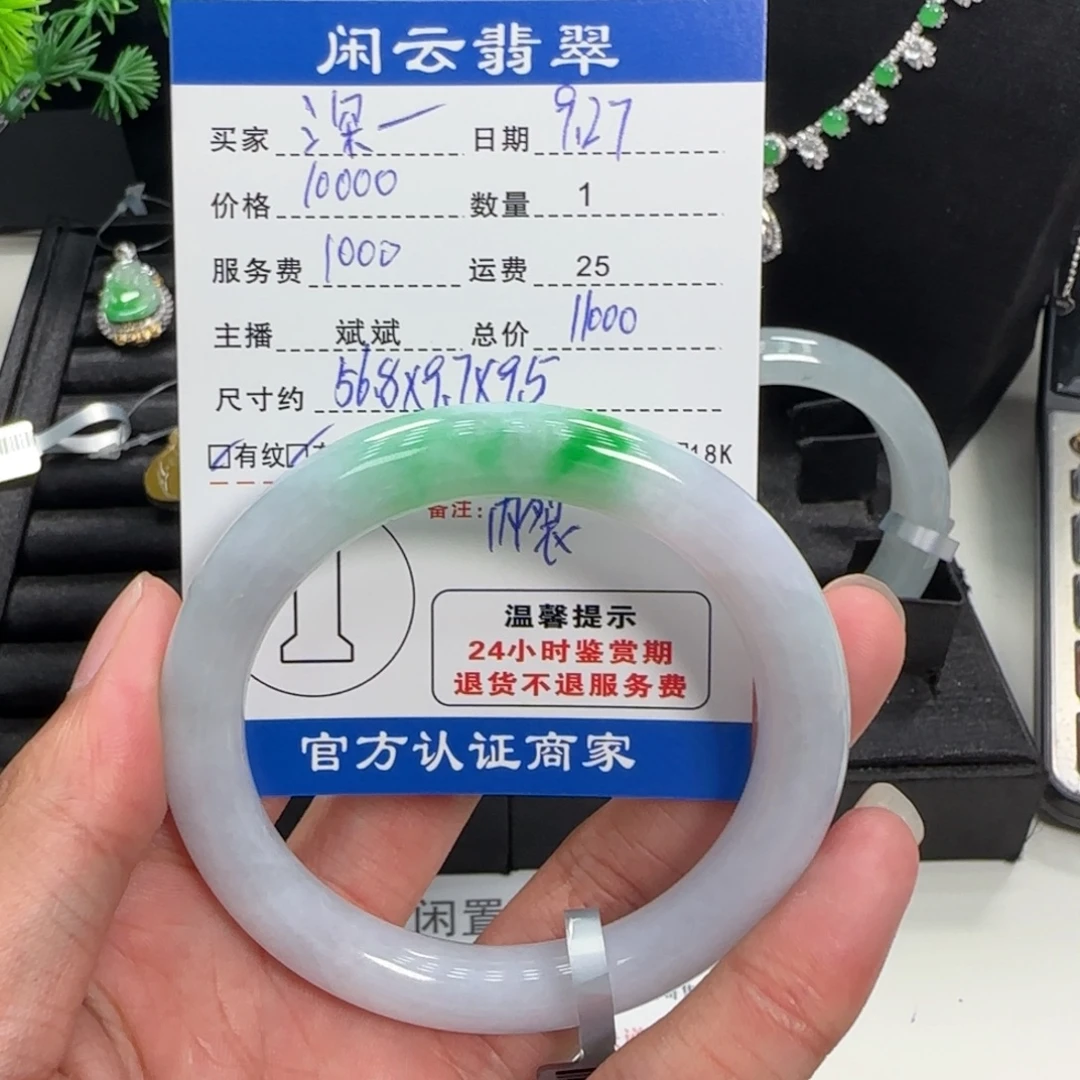 闲云翡翠
买家 深一 日期 9.27
价格 10000 数量 1
服务费 1000 运费 25
主播 斌斌 总价 11000
尺寸约 56.8X9.7X9.5
有纹 18K
备注: 内裂
温馨提示
24小时鉴赏期
退货不退服务费
官方认证商家
闲置